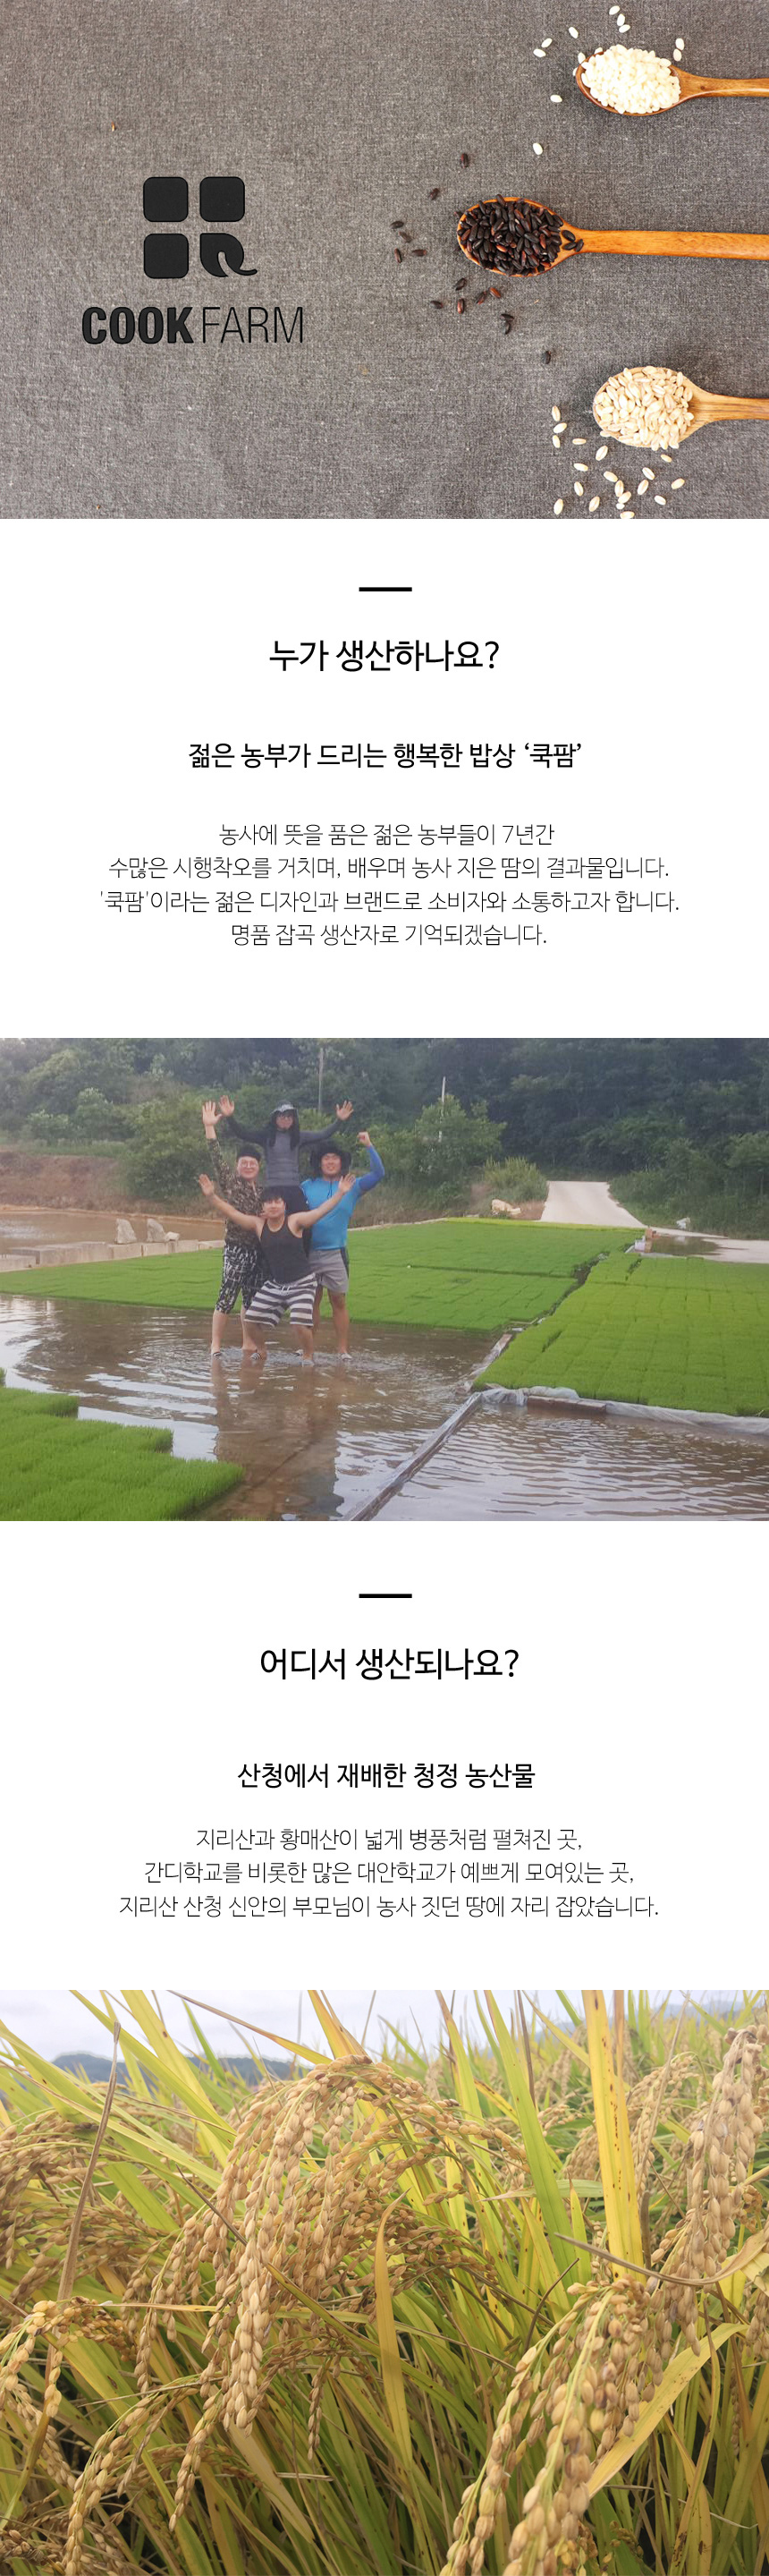 COOK FARM
누가 생산하나요?
젊은 농부가 드리는 행복한 밥상 ‘쿡팜’
농사에 뜻을 품은 젊은 농부들이 7년간
수많은 시행착오를 거치며, 배우며 농사 지은 땀의 결과물입니다.
'쿡팜'이라는 젊은 디자인과 브랜드로 소비자와 소통하고자 합니다.
명품 잡곡 생산자로 기억되겠습니다.
어디서 생산되나요?
산청에서 재배한 청정 농산물
지리산과 황매산이 넓게 병풍처럼 펼쳐진 곳,
간디학교를 비롯한 많은 대안학교가 예쁘게 모여있는 곳,
지리산 산청 신안의 부모님이 농사 짓던 땅에 자리 잡았습니다.